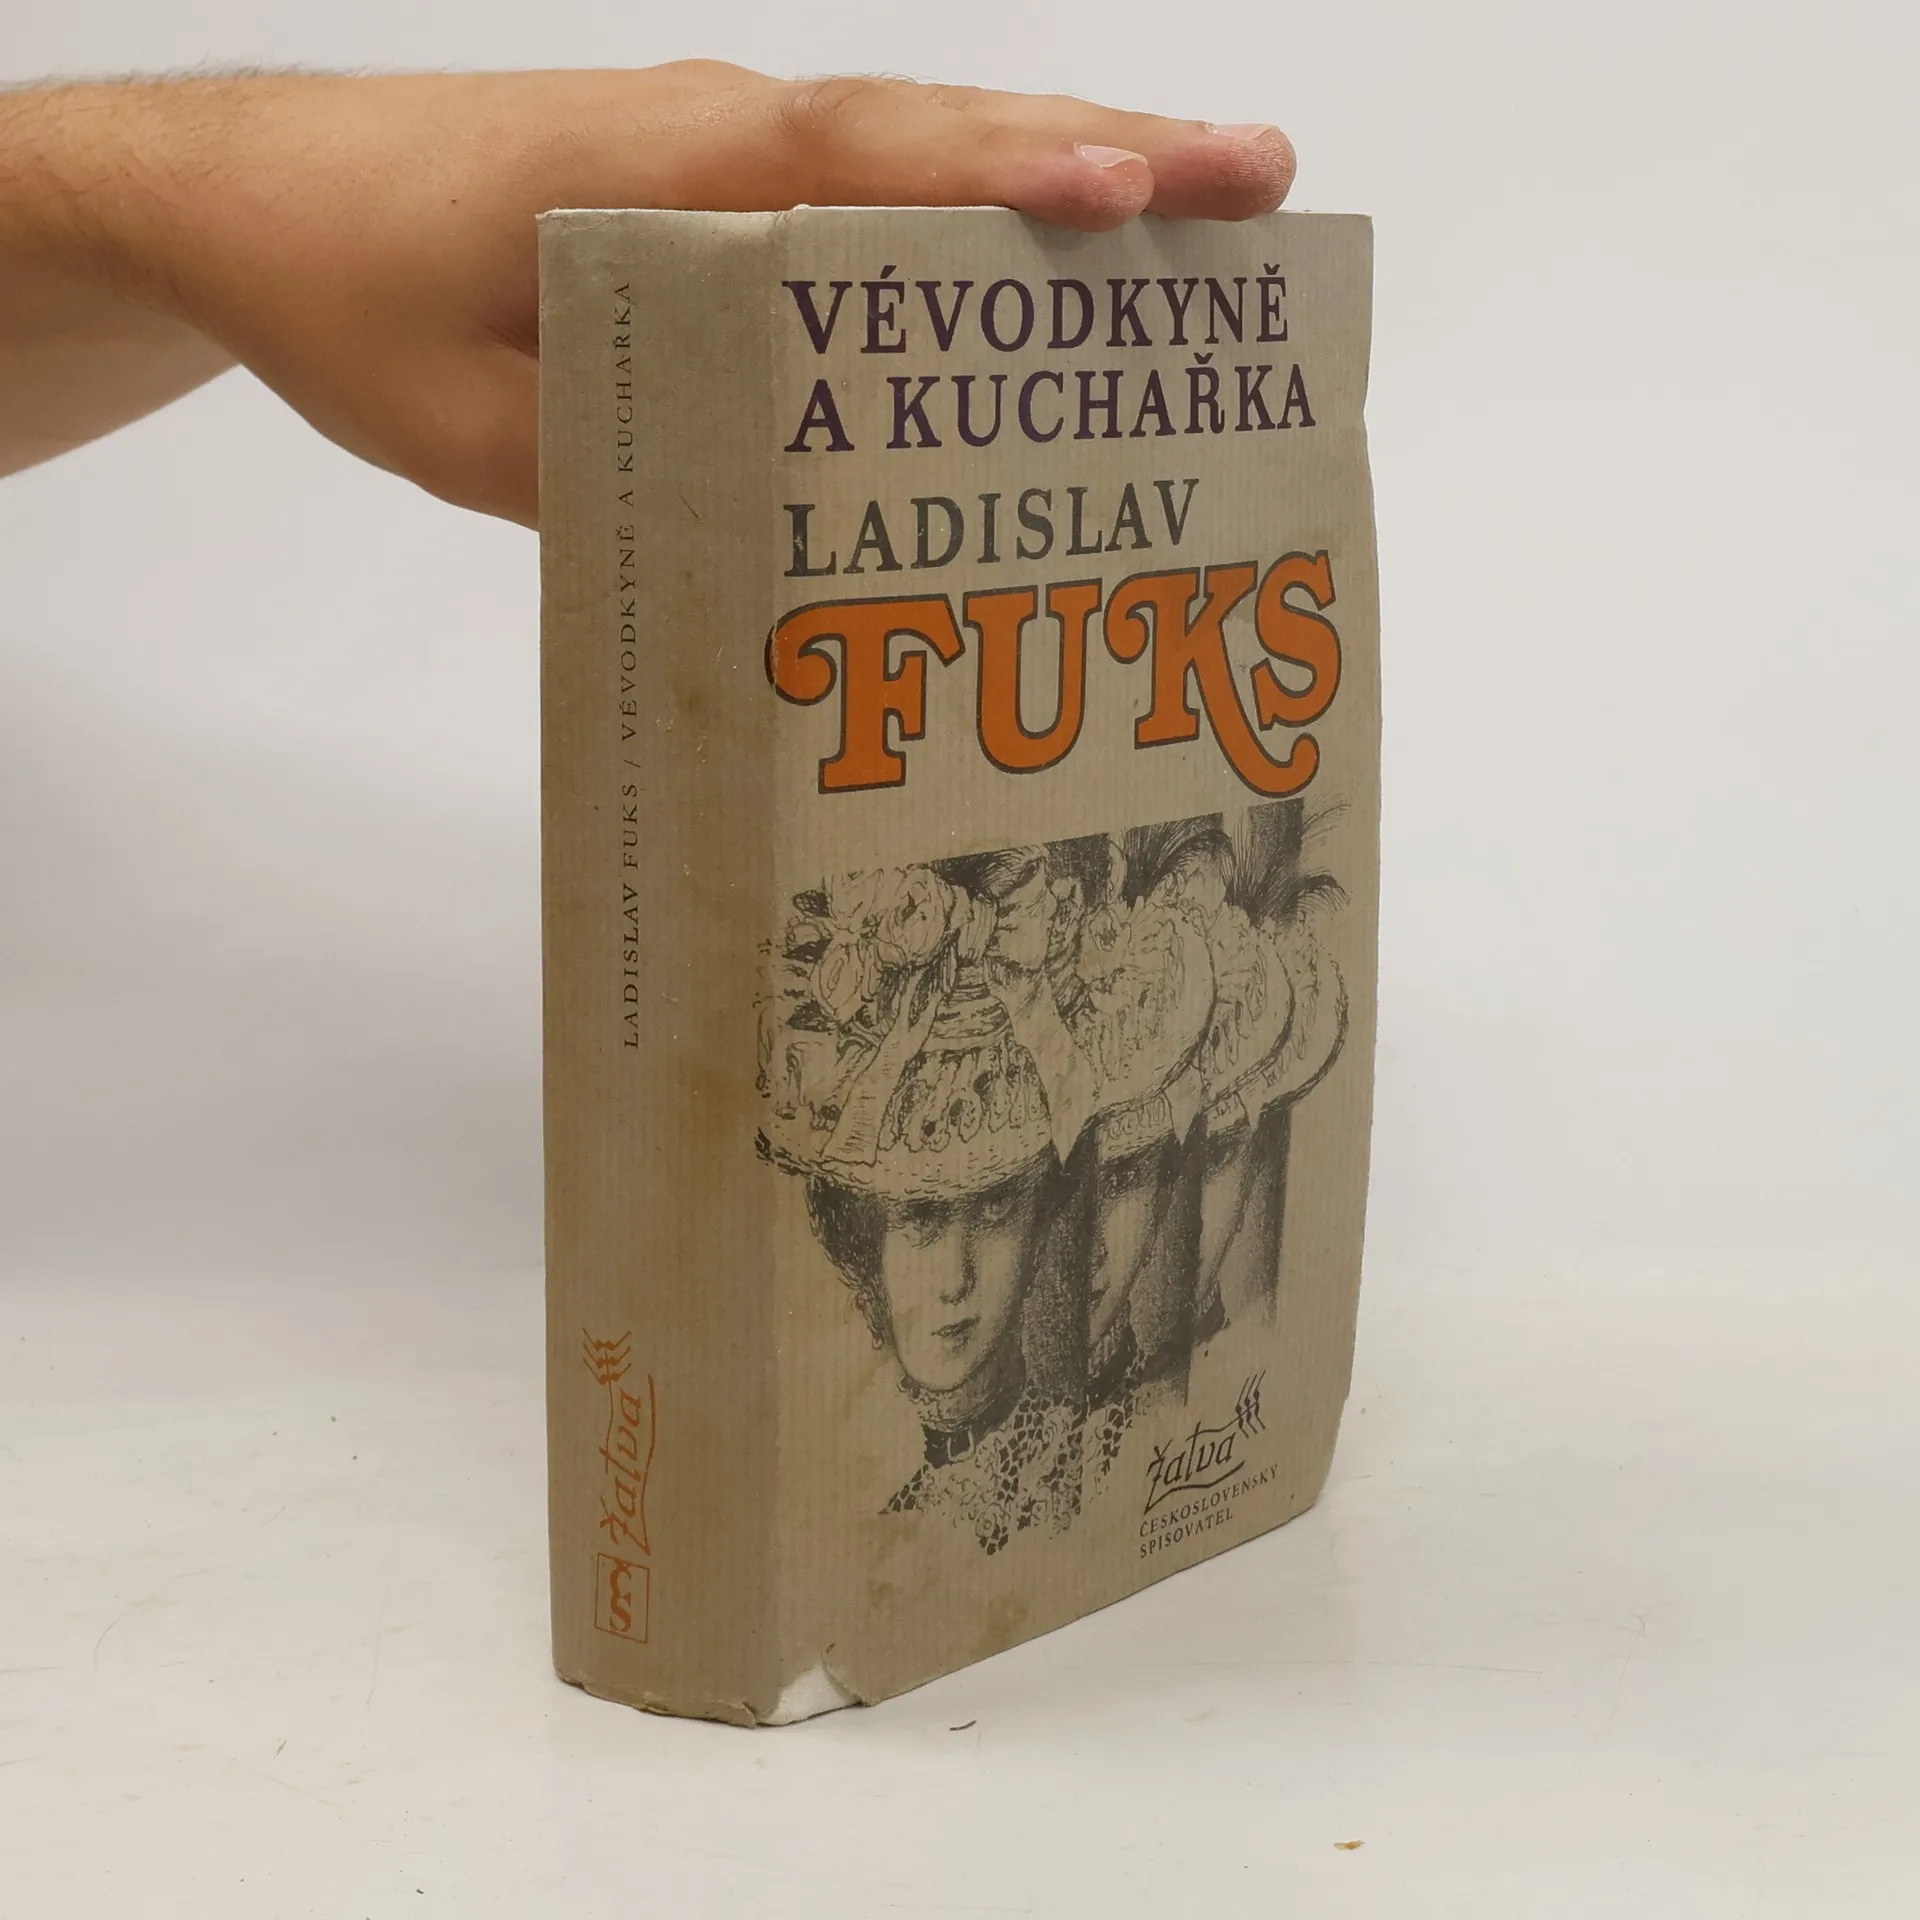 LADISLAV FUKS / VÉVODKYNĚ A KUCHAŘKA
žatva
VÉVODKYNĚ
A KUCHAŘKA
LADISLAV
FUKS
žatva
ČESKOSLOVENSKÝ
SPISOVATEL